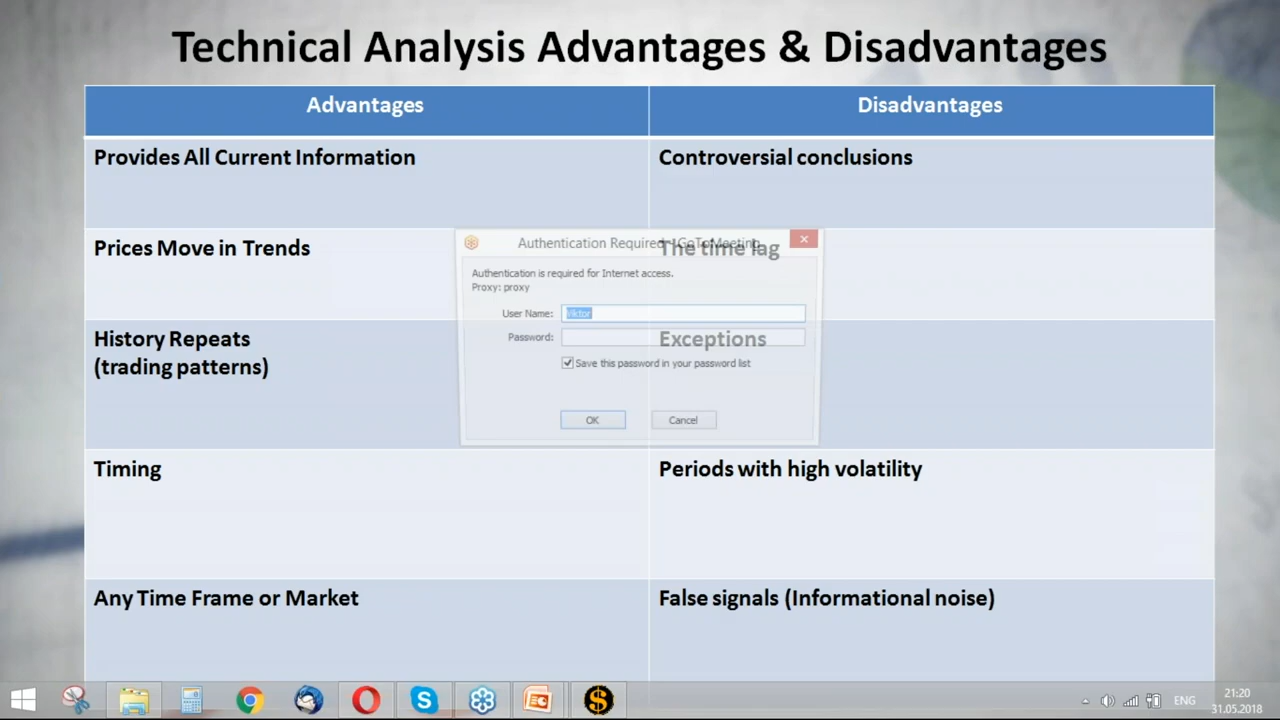 Technical Analysis Advantages & Disadvantages
Advantages
Disadvantages
Provides All Current Information
Controversial conclusions
Prices Move in Trends
The time lag
History Repeats
(trading patterns)
Exceptions
Timing
Periods with high volatility
Any Time Frame or Market
False signals (Informational noise)
Authentication Required - GoToMeeting
Authentication is required for Internet access.
Proxy: proxy
User Name:
Viktor
Password:
Save this password in your password list
OK
Cancel
ENG
21:20
31.05.2018